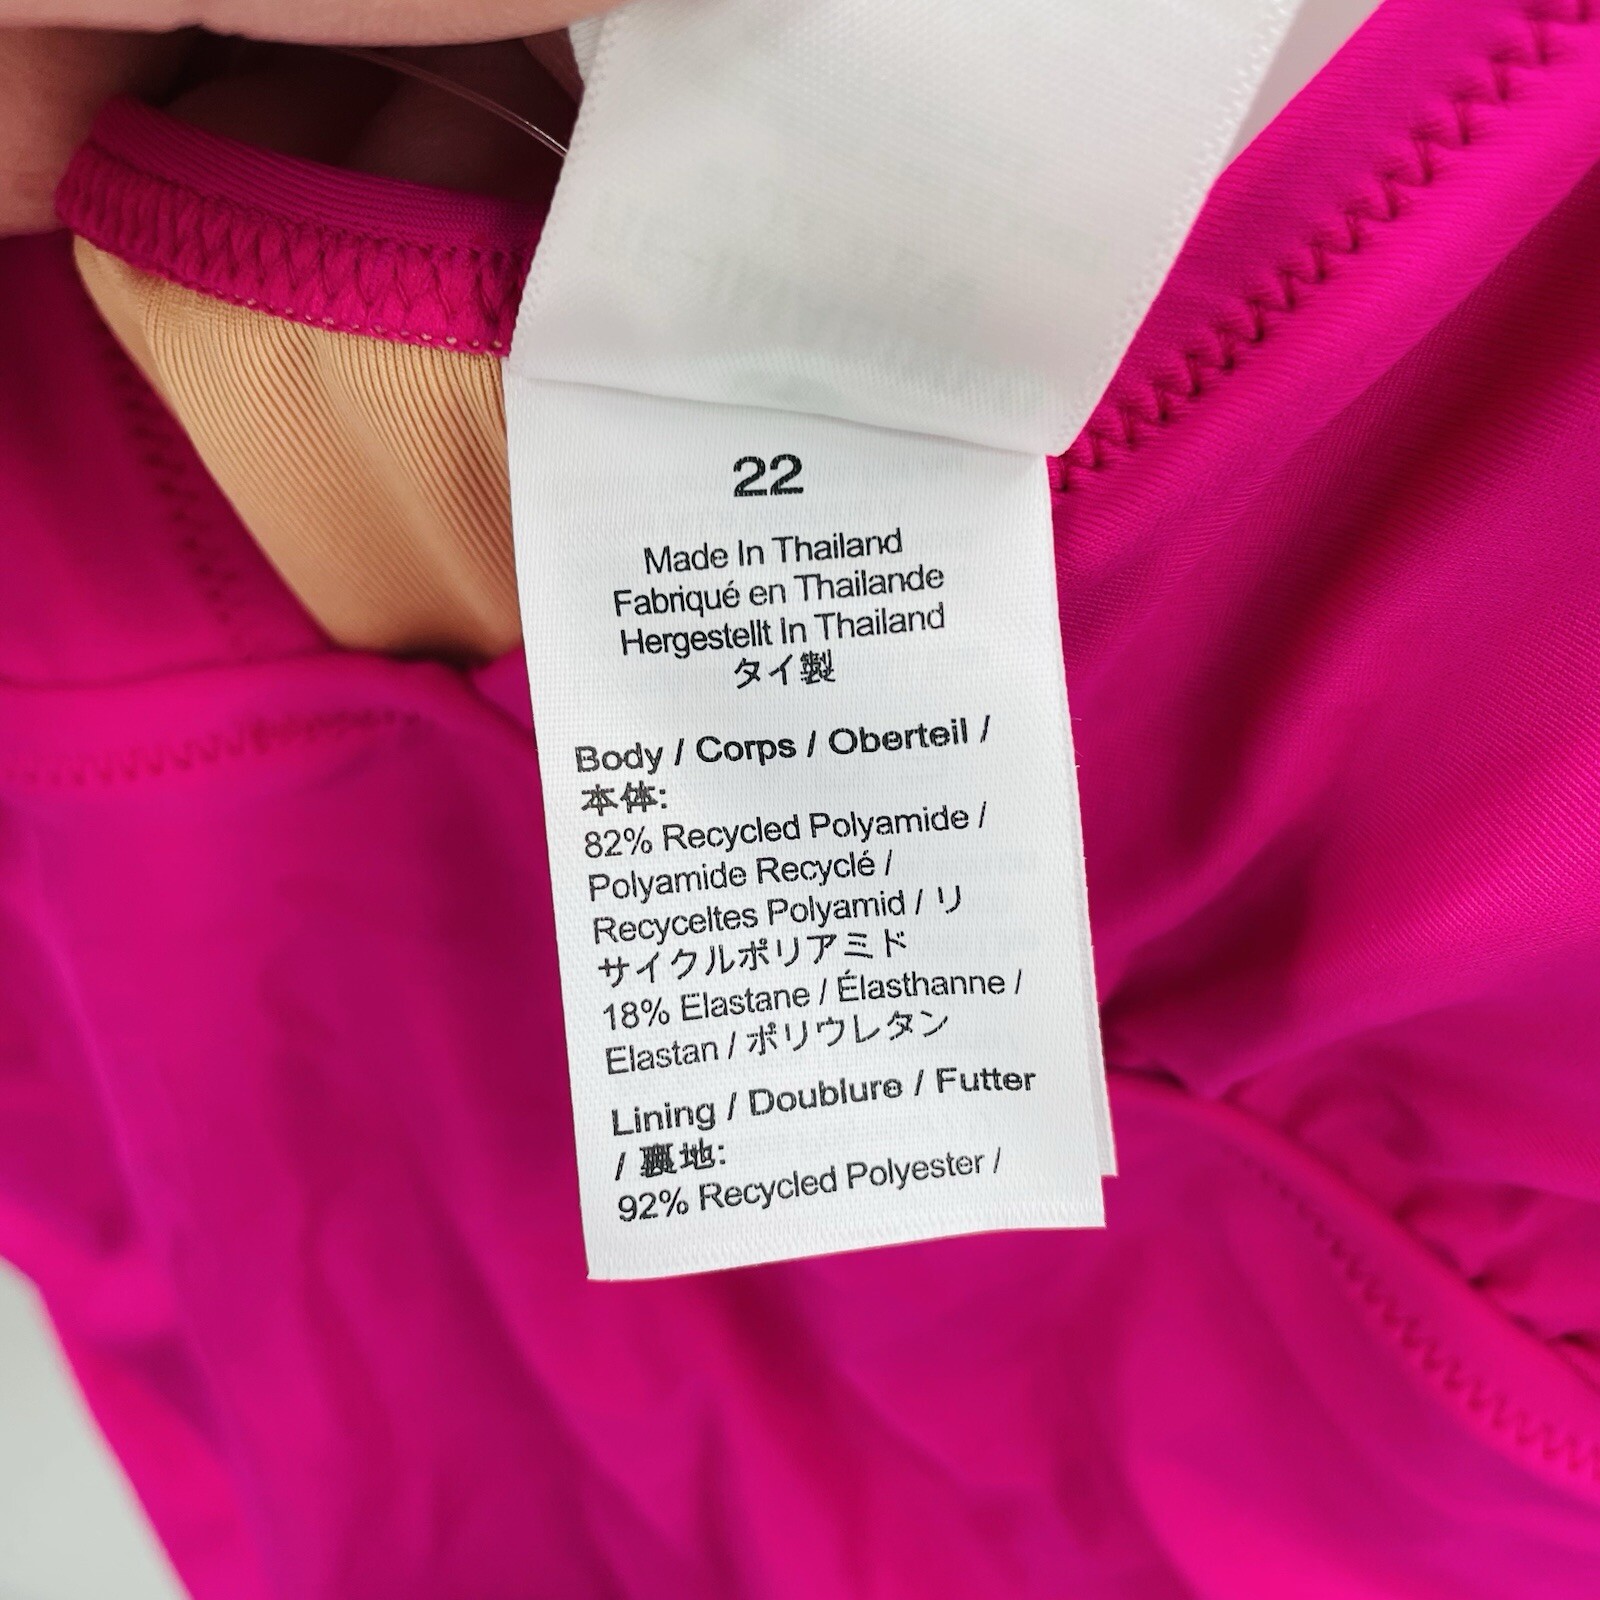 22
Made In Thailand
Fabriqué en Thailande
Hergestellt In Thailand
タイ製
Body / Corps / Oberteil /
本体:
82% Recycled Polyamide /
Polyamide Recyclé /
Recyceltes Polyamid / リ
サイクルポリアミド
18% Elastane / Élasthanne /
Elastan / ポリウレタン
Lining / Doublure / Futter
/ 裏地:
92% Recycled Polyester /